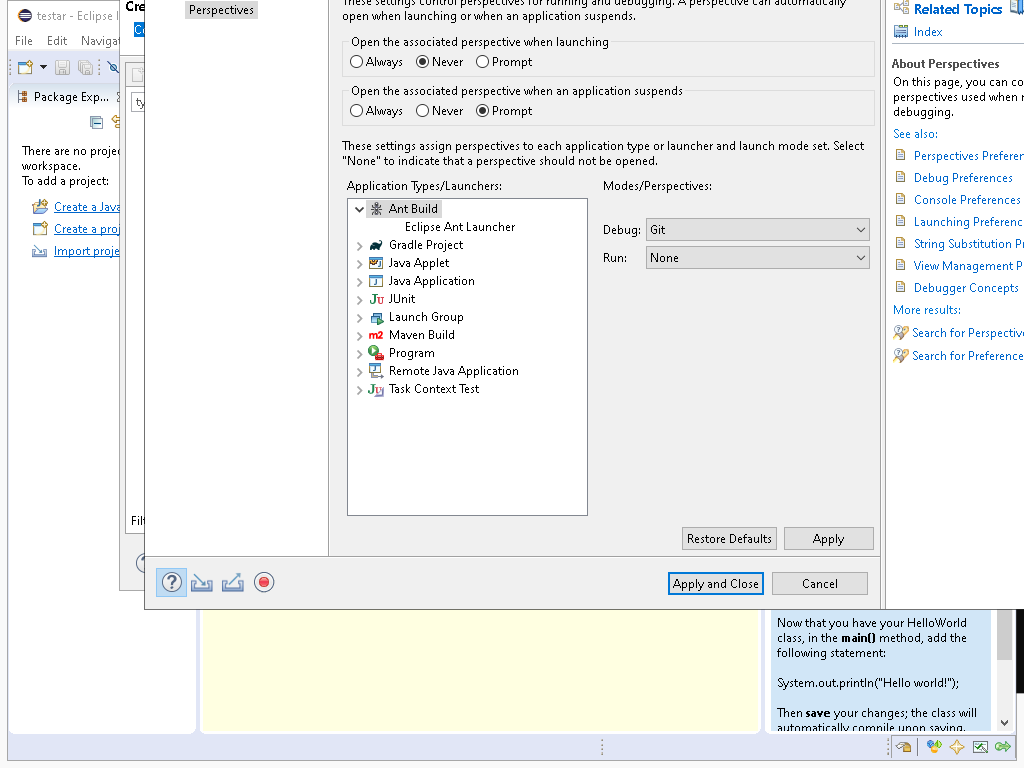 testar - Eclipse I
File Edit Navigat
Package Exp...
There are no proje
workspace.
To add a project:
Create a Java
Create a proj
Import proje
Cre
ty
Filt
Perspectives
These settings control perspectives for running and debugging. A perspective can automatically
open when launching or when an application suspends.
Open the associated perspective when launching
Always Never Prompt
Open the associated perspective when an application suspends
Always Never Prompt
These settings assign perspectives to each application type or launcher and launch mode set. Select
"None" to indicate that a perspective should not be opened.
Application Types/Launchers:
Ant Build
Eclipse Ant Launcher
Gradle Project
Java Applet
Java Application
JUnit
Launch Group
Maven Build
Program
Remote Java Application
Task Context Test
Modes/Perspectives:
Debug: Git
Run: None
Restore Defaults Apply
Apply and Close Cancel
Related Topics
Index
About Perspectives
On this page, you can co
perspectives used when r
debugging.
See also:
Perspectives Preferen
Debug Preferences
Console Preferences
Launching Preferenc
String Substitution Pr
View Management P
Debugger Concepts
More results:
Search for Perspective
Search for Preference
Now that you have your HelloWorld
class, in the main() method, add the
following statement:
System.out.println("Hello world!");
Then save your changes; the class will
automatically compile upon saving.